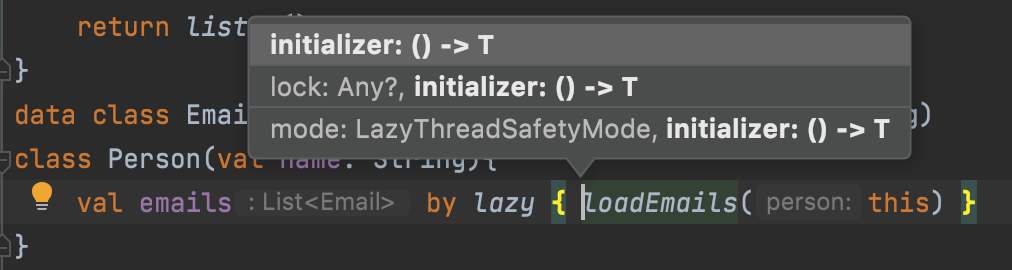 return list
initializer: () -> T
}
lock: Any?, initializer: () -> T
data class Emai g)
mode: LazyThreadSafetyMode, initializer: () -> T
class Person(val name: String){
val emails : List<Email> by lazy { loadEmails( person: this) }
}